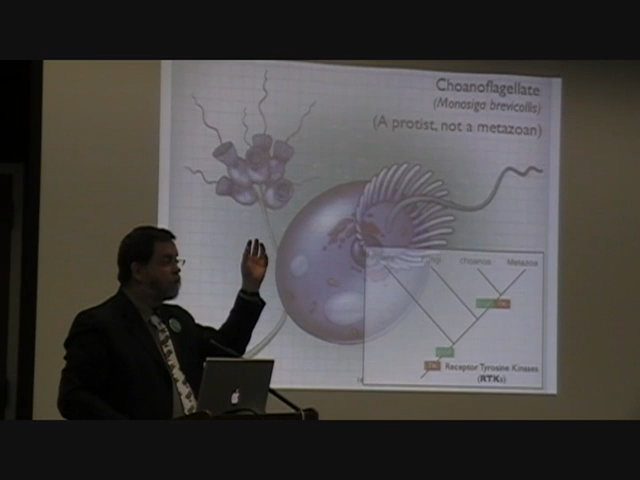 Choanoflagellate
(Monosiga brevicollis)
(A protist, not a metazoan)
choanos Metazoa
Receptor Tyrosine Kinases
(RTKs)